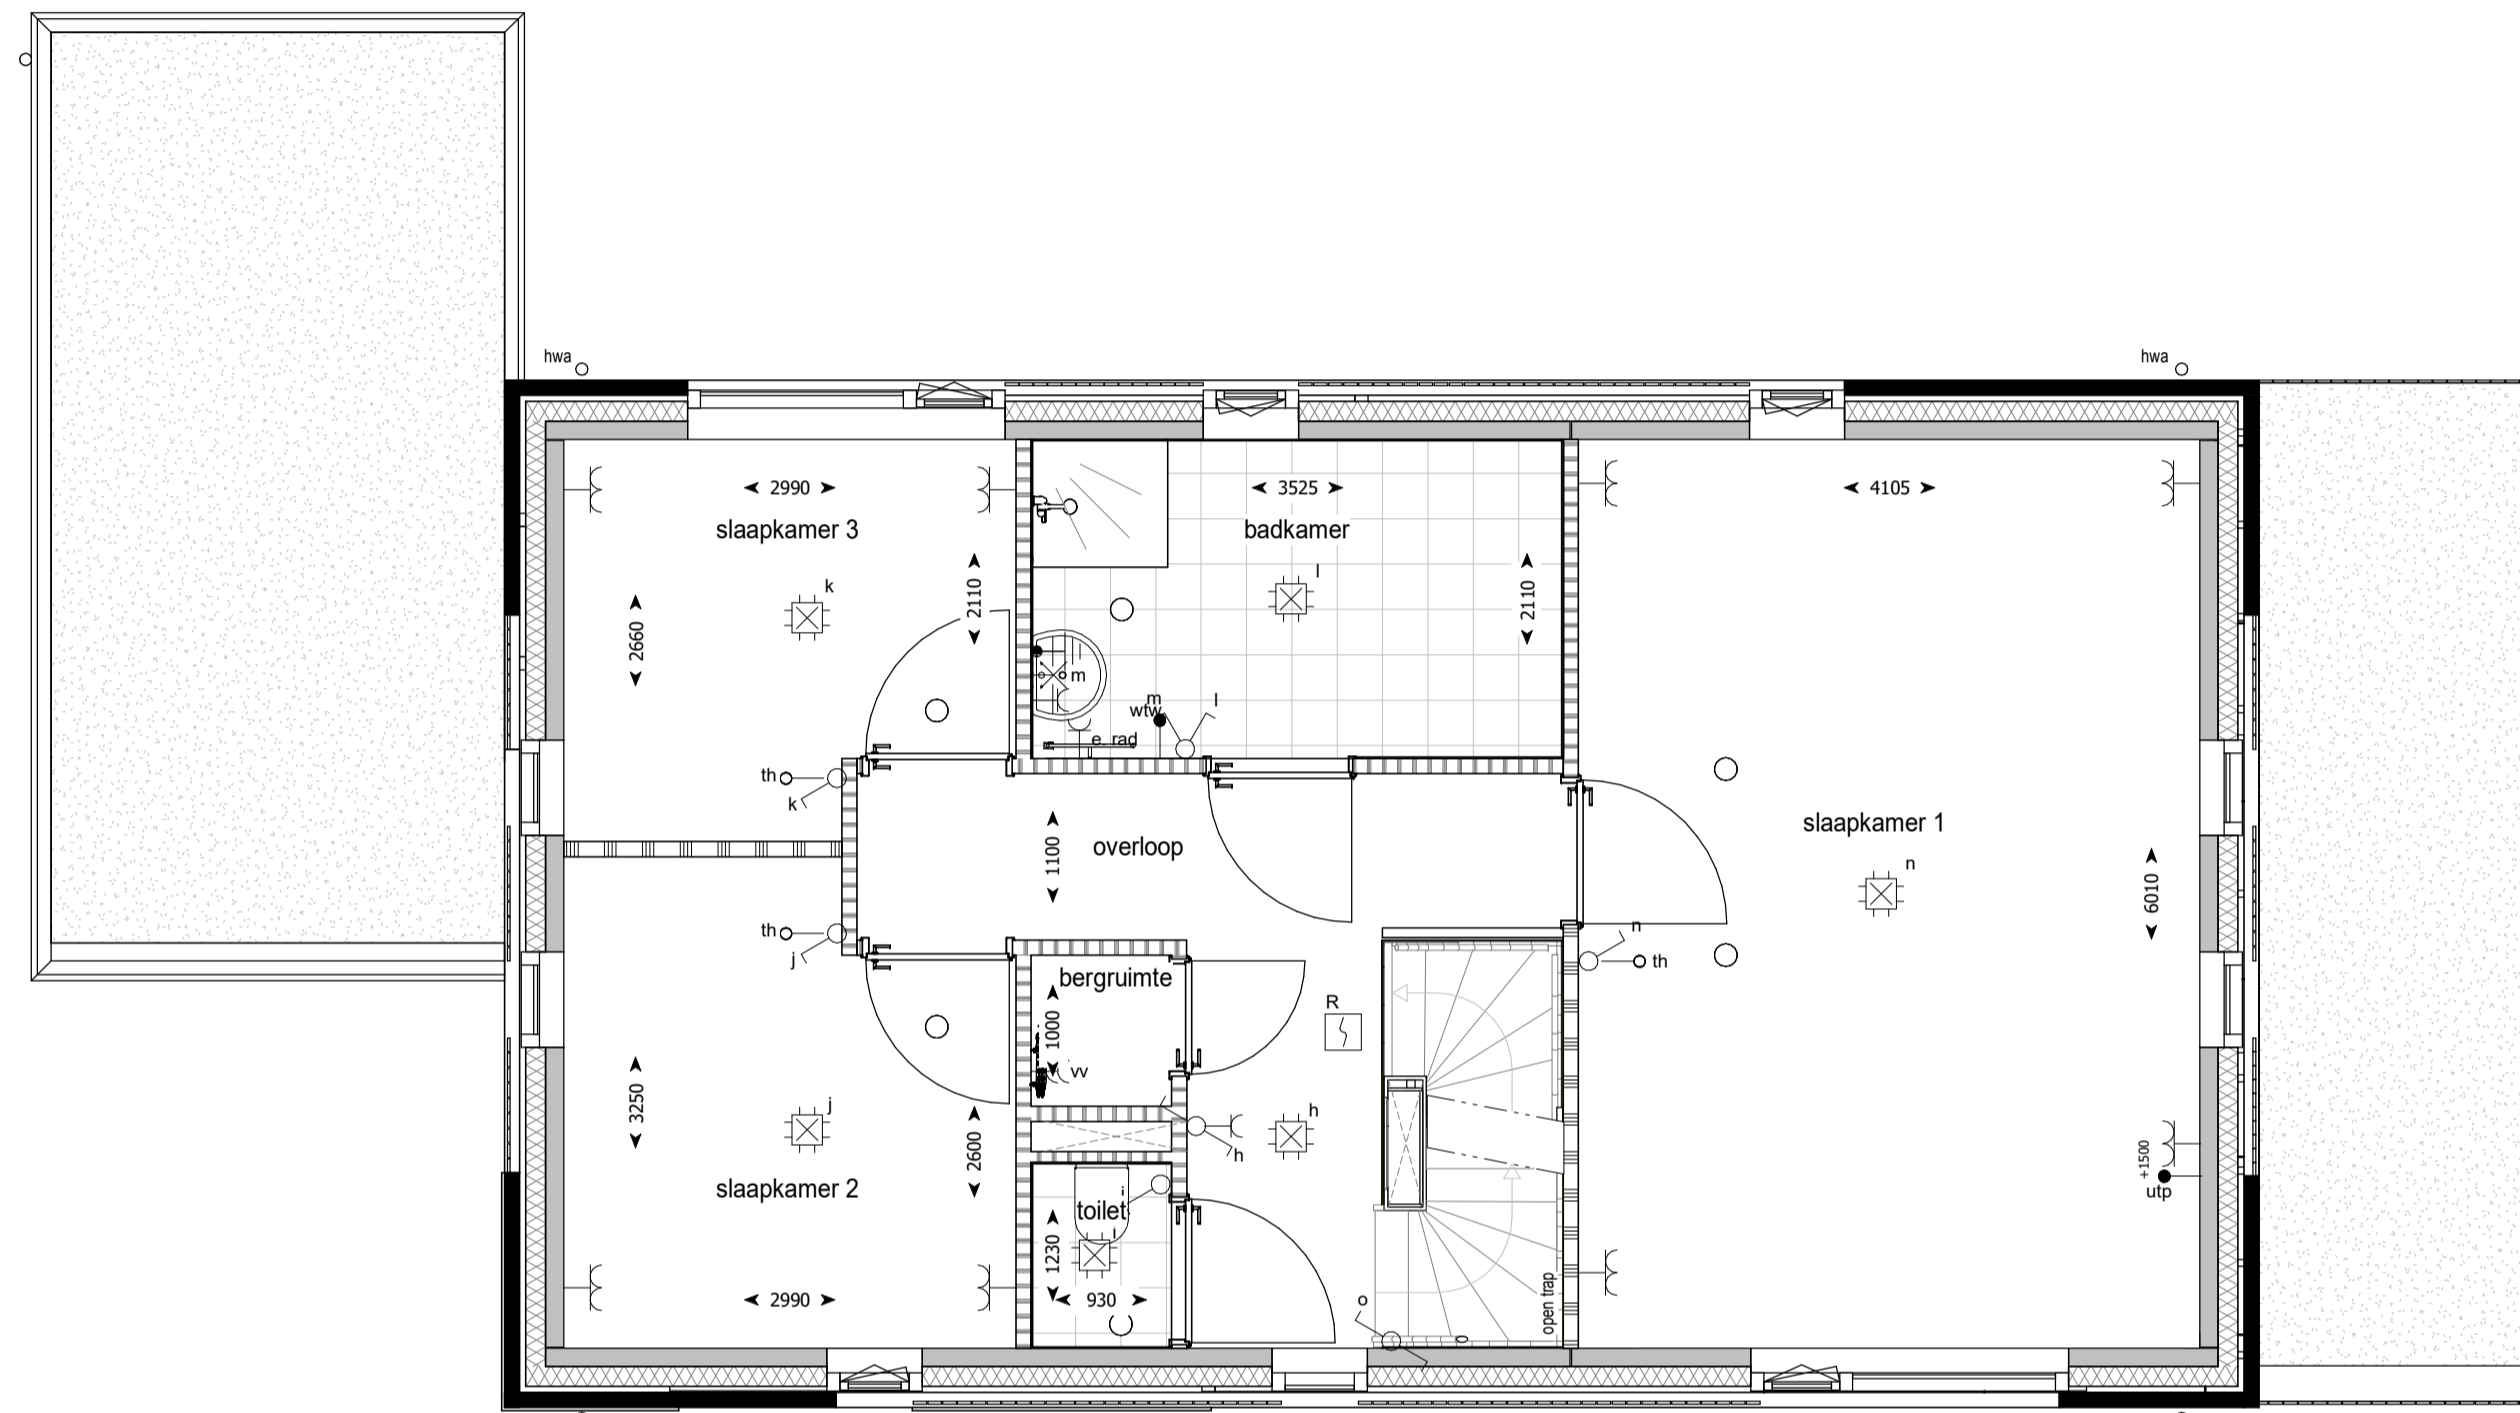 hwa
hwa
2990
3525
4105
slaapkamer 3
badkamer
k
l
2110
2110
2660
m
m
l
wtw
e. rad
th
k
slaapkamer 1
overloop
1100
n
6010
th
j
n
th
bergruimte
1000
R
vv
3250
j
h
2600
h
+1500
utp
slaapkamer 2
i
toilet
i
1230
2990
930
o
open trap